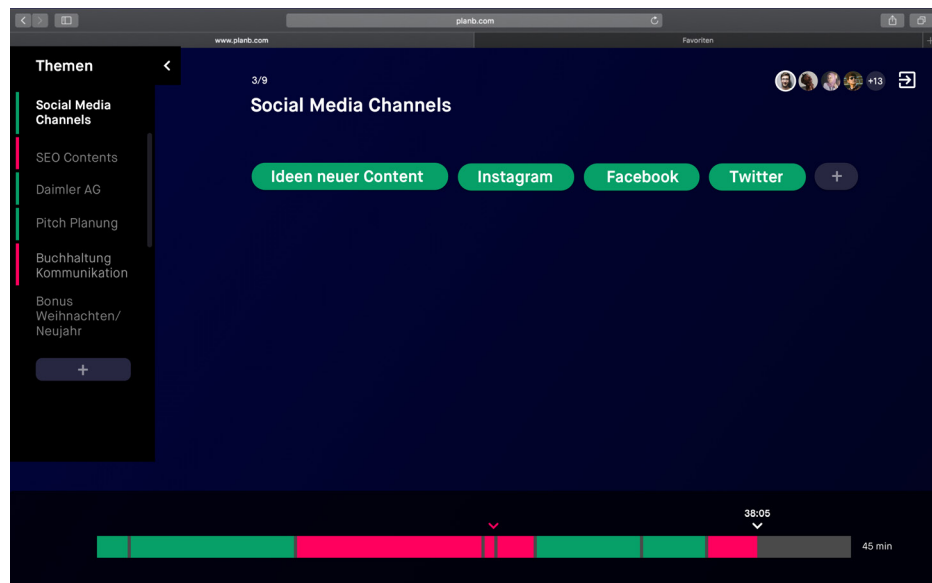 planb.com
www.planb.com
Favoriten
Themen
Social Media
Channels
SEO Contents
Daimler AG
Pitch Planung
Buchhaltung
Kommunikation
Bonus
Weihnachten/
Neujahr
+
3/9
+13
Social Media Channels
Ideen neuer Content
Instagram
Facebook
Twitter
+
38:05
45 min